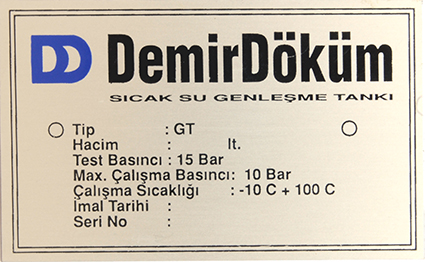 DD DemirDöküm
SICAK SU GENLEŞME TANKI
Tip : GT
Hacim : lt.
Test Basıncı : 15 Bar
Max. Çalışma Basıncı: 10 Bar
Çalışma Sıcaklığı : -10 C + 100 C
İmal Tarihi :
Seri No :